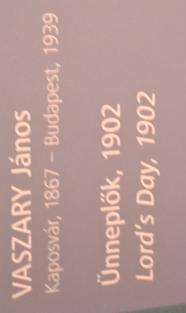 VASZARY János
Kaposvár, 1867 – Budapest, 1939
Ünneplők, 1902
Lord's Day, 1902